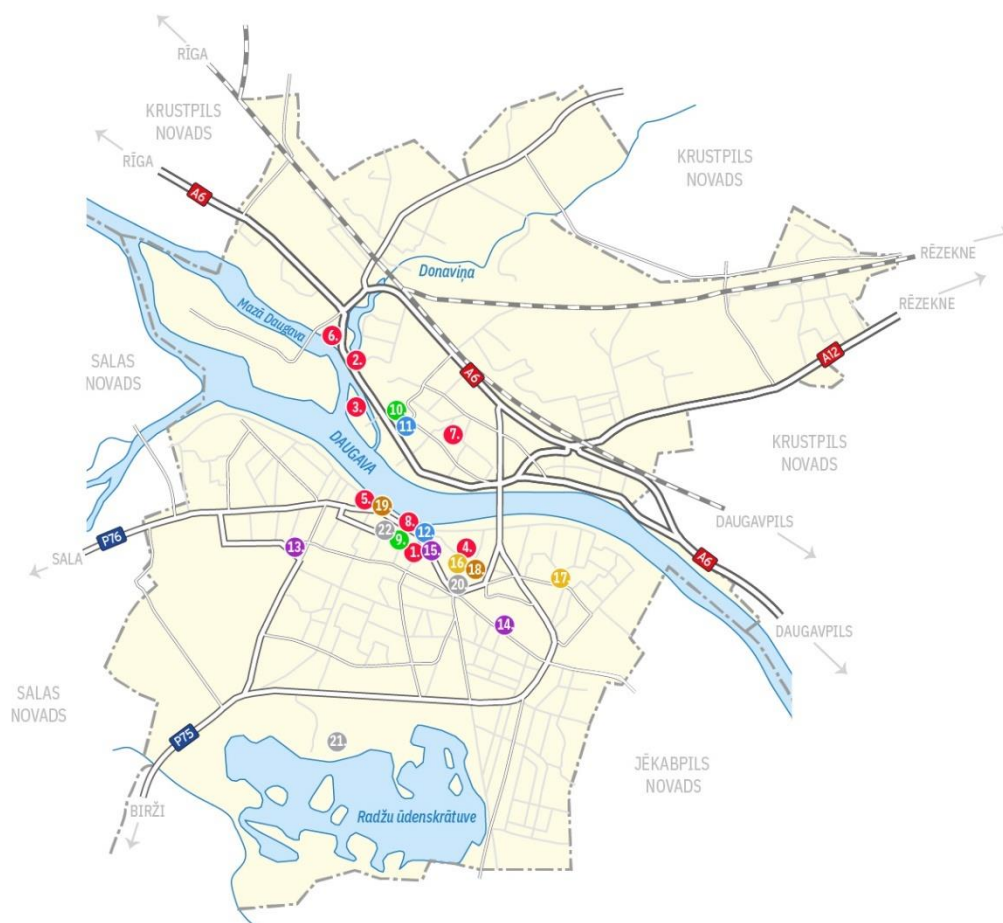 RĪGA
KRUSTPILS
NOVADS
RĪGA
A6
KRUSTPILS
NOVADS
Donaviņa
RĒZEKNE
RĒZEKNE
Mazā Daugava
6.
2.
A12
SALAS
NOVADS
A6
3.
10
11.
7.
DAUGAVA
KRUSTPILS
NOVADS
5.
19.
8.
DAUGAVPILS
P76
22.
12.
9.
SALA
13.
1.
15.
4.
A6
16
18.
17
20
14.
DAUGAVPILS
SALAS
NOVADS
P75
21.
JĒKABPILS
NOVADS
BIRŽI
Radžu ūdenskrātuve